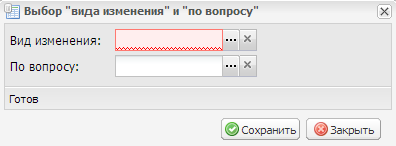 Выбор "вида изменения" и "по вопросу"
Вид изменения:
По вопросу:
Готов
Сохранить Закрыть